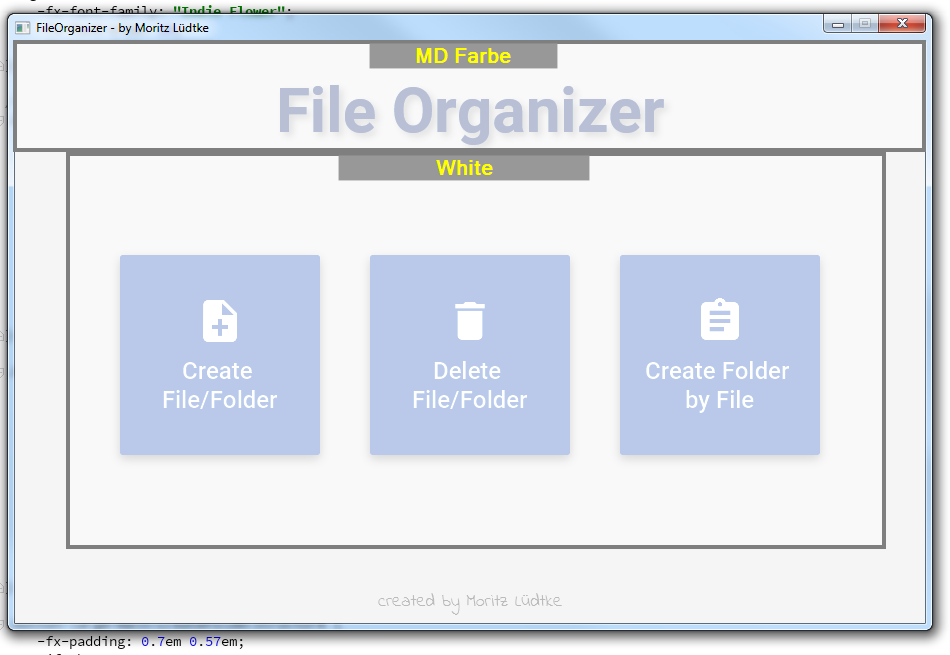 -fx-font-family: "Indie Flower";
FileOrganizer - by Moritz Lüdtke
MD Farbe
File Organizer
White
Create
File/Folder
Delete
File/Folder
Create Folder
by File
created by Moritz Lüdtke
-fx-padding: 0.7em 0.57em;